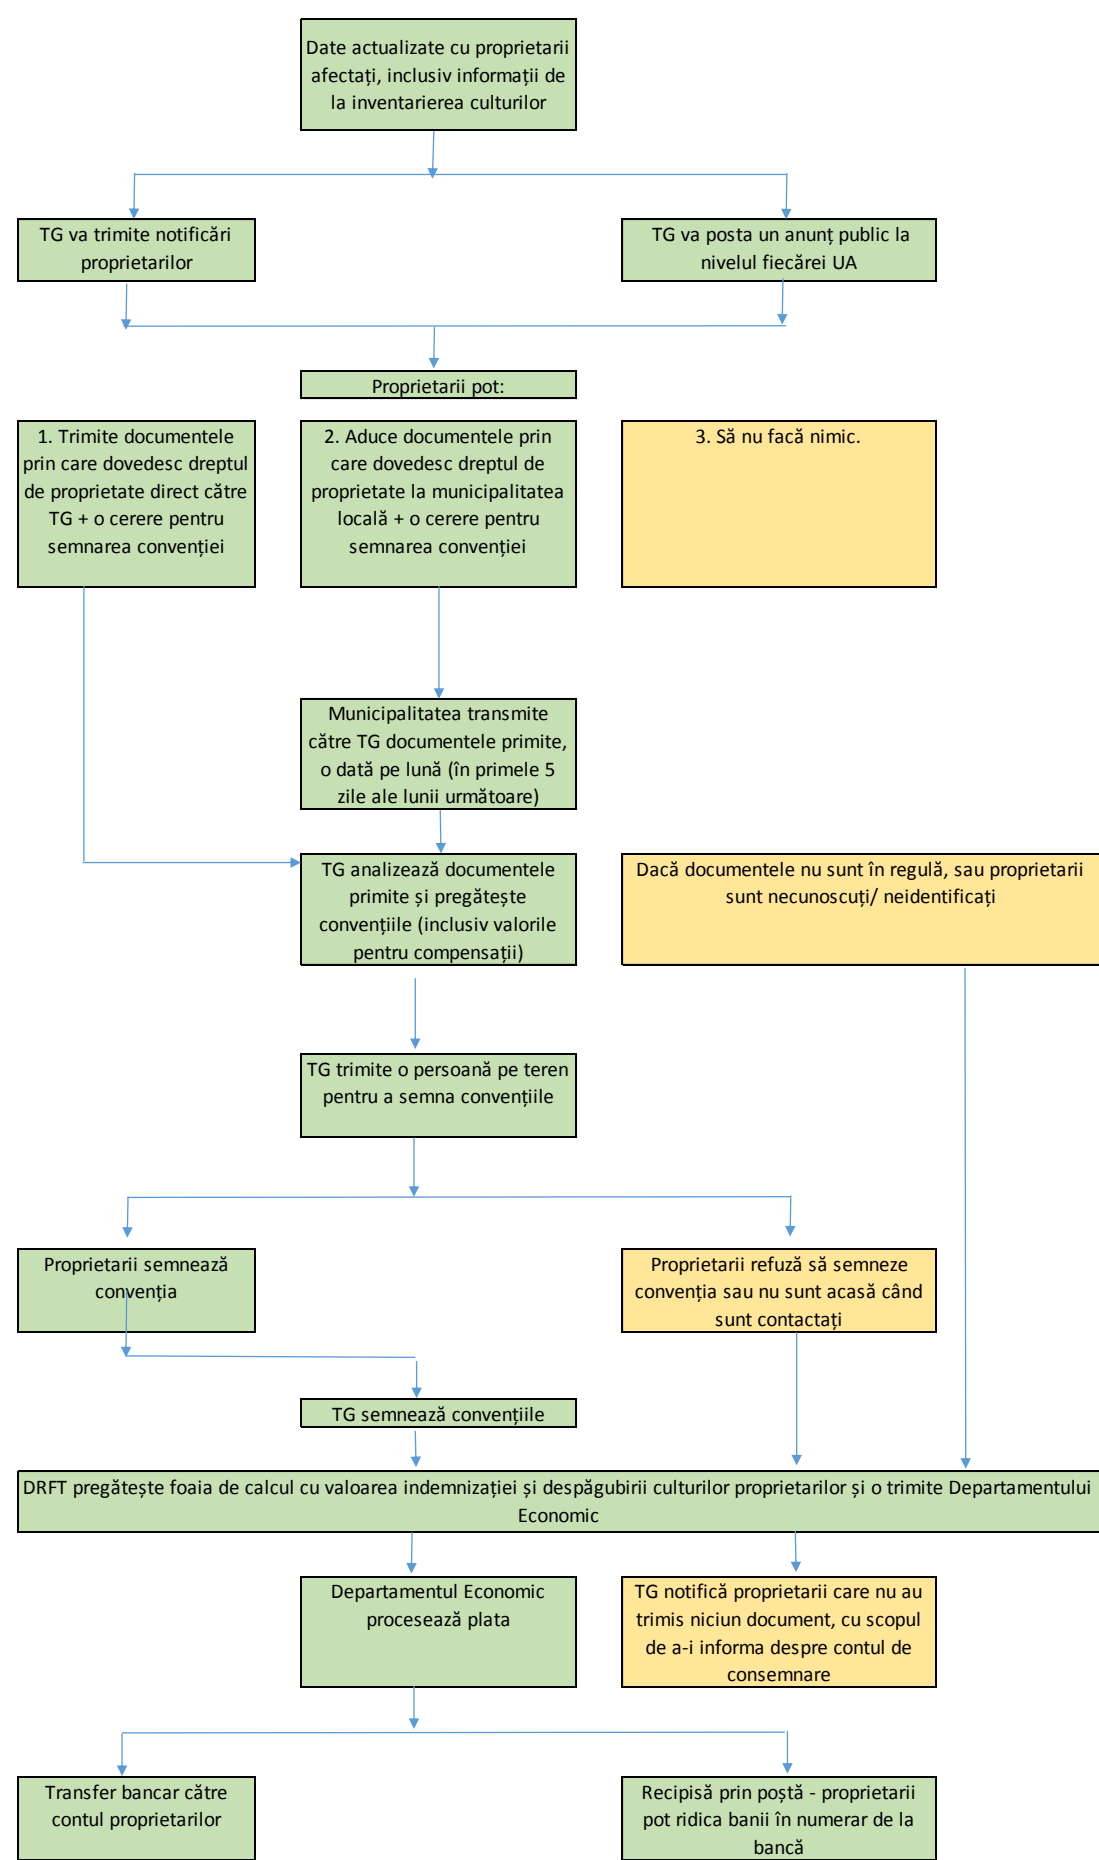 Date actualizate cu proprietarii
afectați, inclusiv informații de
la inventarierea culturilor
TG va trimite notificări
proprietarilor
TG va posta un anunț public la
nivelul fiecărei UA
Proprietarii pot:
1. Trimite documentele
prin care dovedesc dreptul
de proprietate direct către
TG + o cerere pentru
semnarea convenției
2. Aduce documentele prin
care dovedesc dreptul de
proprietate la municipalitatea
locală + o cerere pentru
semnarea convenției
3. Să nu facă nimic.
Municipalitatea transmite
către TG documentele primite,
o dată pe lună (în primele 5
zile ale lunii următoare)
TG analizează documentele
primite și pregătește
convențiile (inclusiv valorile
pentru compensații)
Dacă documentele nu sunt în regulă, sau proprietarii
sunt necunoscuți/ neidentificați
TG trimite o persoană pe teren
pentru a semna convențiile
Proprietarii semnează
convenția
Proprietarii refuză să semneze
convenția sau nu sunt acasă când
sunt contactați
TG semnează convențiile
DRFT pregătește foaia de calcul cu valoarea indemnizației și despăgubirii culturilor proprietarilor și o trimite Departamentului
Economic
Departamentul Economic
procesează plata
TG notifică proprietarii care nu au
trimis niciun document, cu scopul
de a-i informa despre contul de
consemnare
Transfer bancar către
contul proprietarilor
Recipisă prin poștă - proprietarii
pot ridica banii în numerar de la
bancă